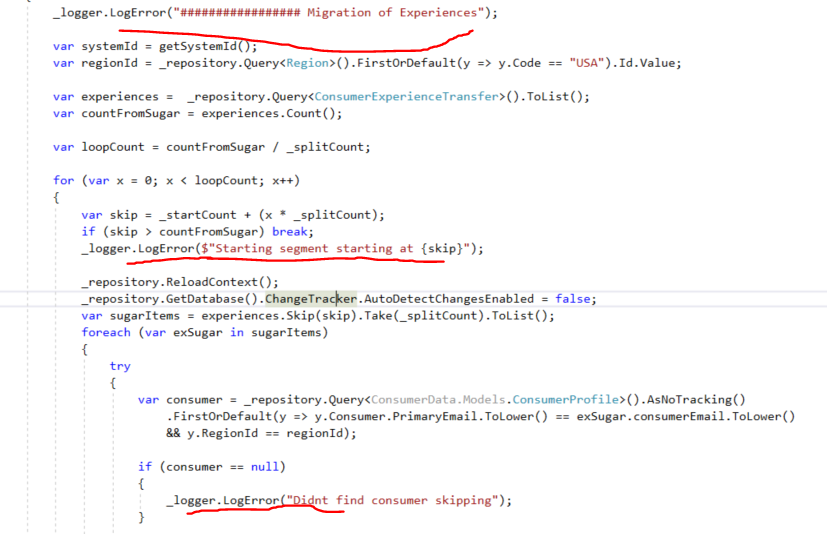 _logger.LogError("################# Migration of Experiences");
var systemId = getSystemId();
var regionId = _repository.Query<Region>().FirstOrDefault(y => y.Code == "USA").Id.Value;
var experiences =  _repository.Query<ConsumerExperienceTransfer>().ToList();
var countFromSugar = experiences.Count();
var loopCount = countFromSugar / _splitCount;
for (var x = 0; x < loopCount; x++)
{
var skip = _startCount + (x * _splitCount);
if (skip > countFromSugar) break;
_logger.LogError($"Starting segment starting at {skip}");
_repository.ReloadContext();
_repository.GetDatabase().ChangeTracker.AutoDetectChangesEnabled = false;
var sugarItems = experiences.Skip(skip).Take(_splitCount).ToList();
foreach (var exSugar in sugarItems)
{
try
{
var consumer = _repository.Query<ConsumerData.Models.ConsumerProfile>().AsNoTracking()
.FirstOrDefault(y => y.Consumer.PrimaryEmail.ToLower() == exSugar.consumerEmail.ToLower()
&& y.RegionId == regionId);
if (consumer == null)
{
_logger.LogError("Didnt find consumer skipping");
}